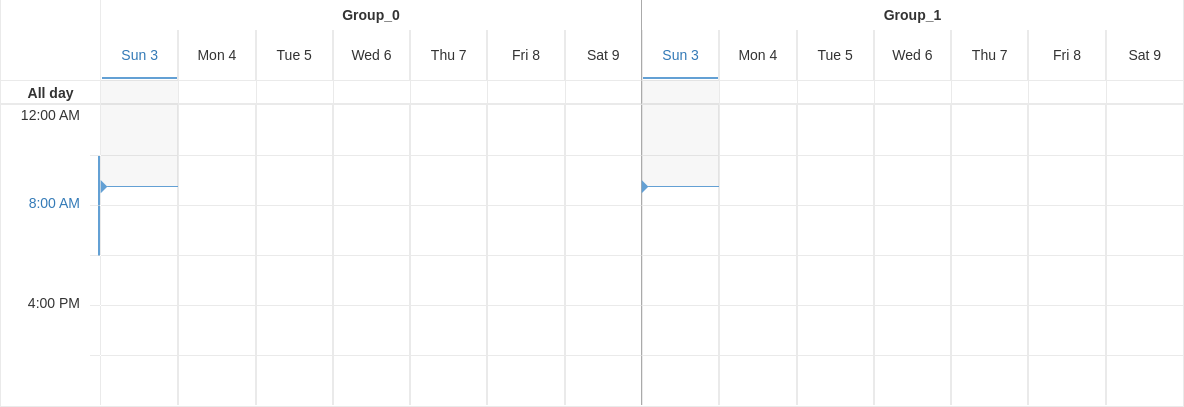 Group_0 Group_1
Sun 3 Mon 4 Tue 5 Wed 6 Thu 7 Fri 8 Sat 9 Sun 3 Mon 4 Tue 5 Wed 6 Thu 7 Fri 8 Sat 9
All day
12:00 AM
8:00 AM
4:00 PM